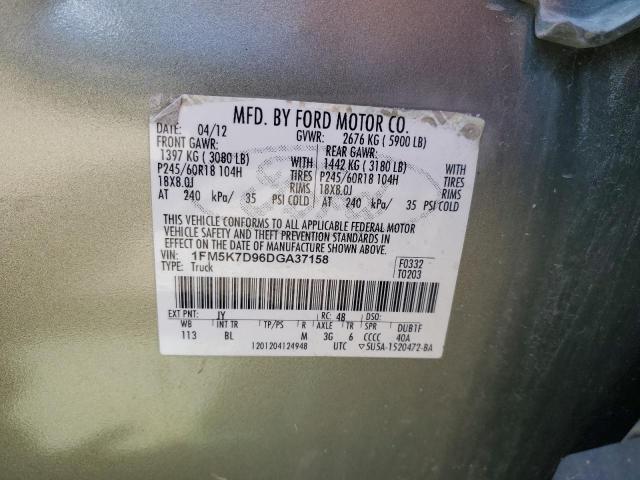 MFD. BY FORD MOTOR CO.
DATE: 04/12 GVWR: 2676 KG ( 5900 LB)
FRONT GAWR: REAR GAWR:
1397 KG ( 3080 LB) WITH 1442 KG ( 3180 LB) WITH
P245/60R18 104H TIRES P245/60R18 104H TIRES
18X8.0J RIMS 18X8.0J RIMS
AT 240 kPa/ 35 PSI COLD AT 240 kPa/ 35 PSI COLD
THIS VEHICLE CONFORMS TO ALL APPLICABLE FEDERAL MOTOR
VEHICLE SAFETY AND THEFT PREVENTION STANDARDS IN
EFFECT ON THE DATE OF MANUFACTURE SHOWN ABOVE.
VIN: 1FM5K7D96DGA37158 F0332
TYPE: Truck T0203
EXT PNT: JY RC: 48 DSO:
WB INT TR TP/PS R AXLE TR SPR DUB1F
113 BL M 3G 6 CCCC 40A
1201204124948 UTC 5U5A-1520472-BA